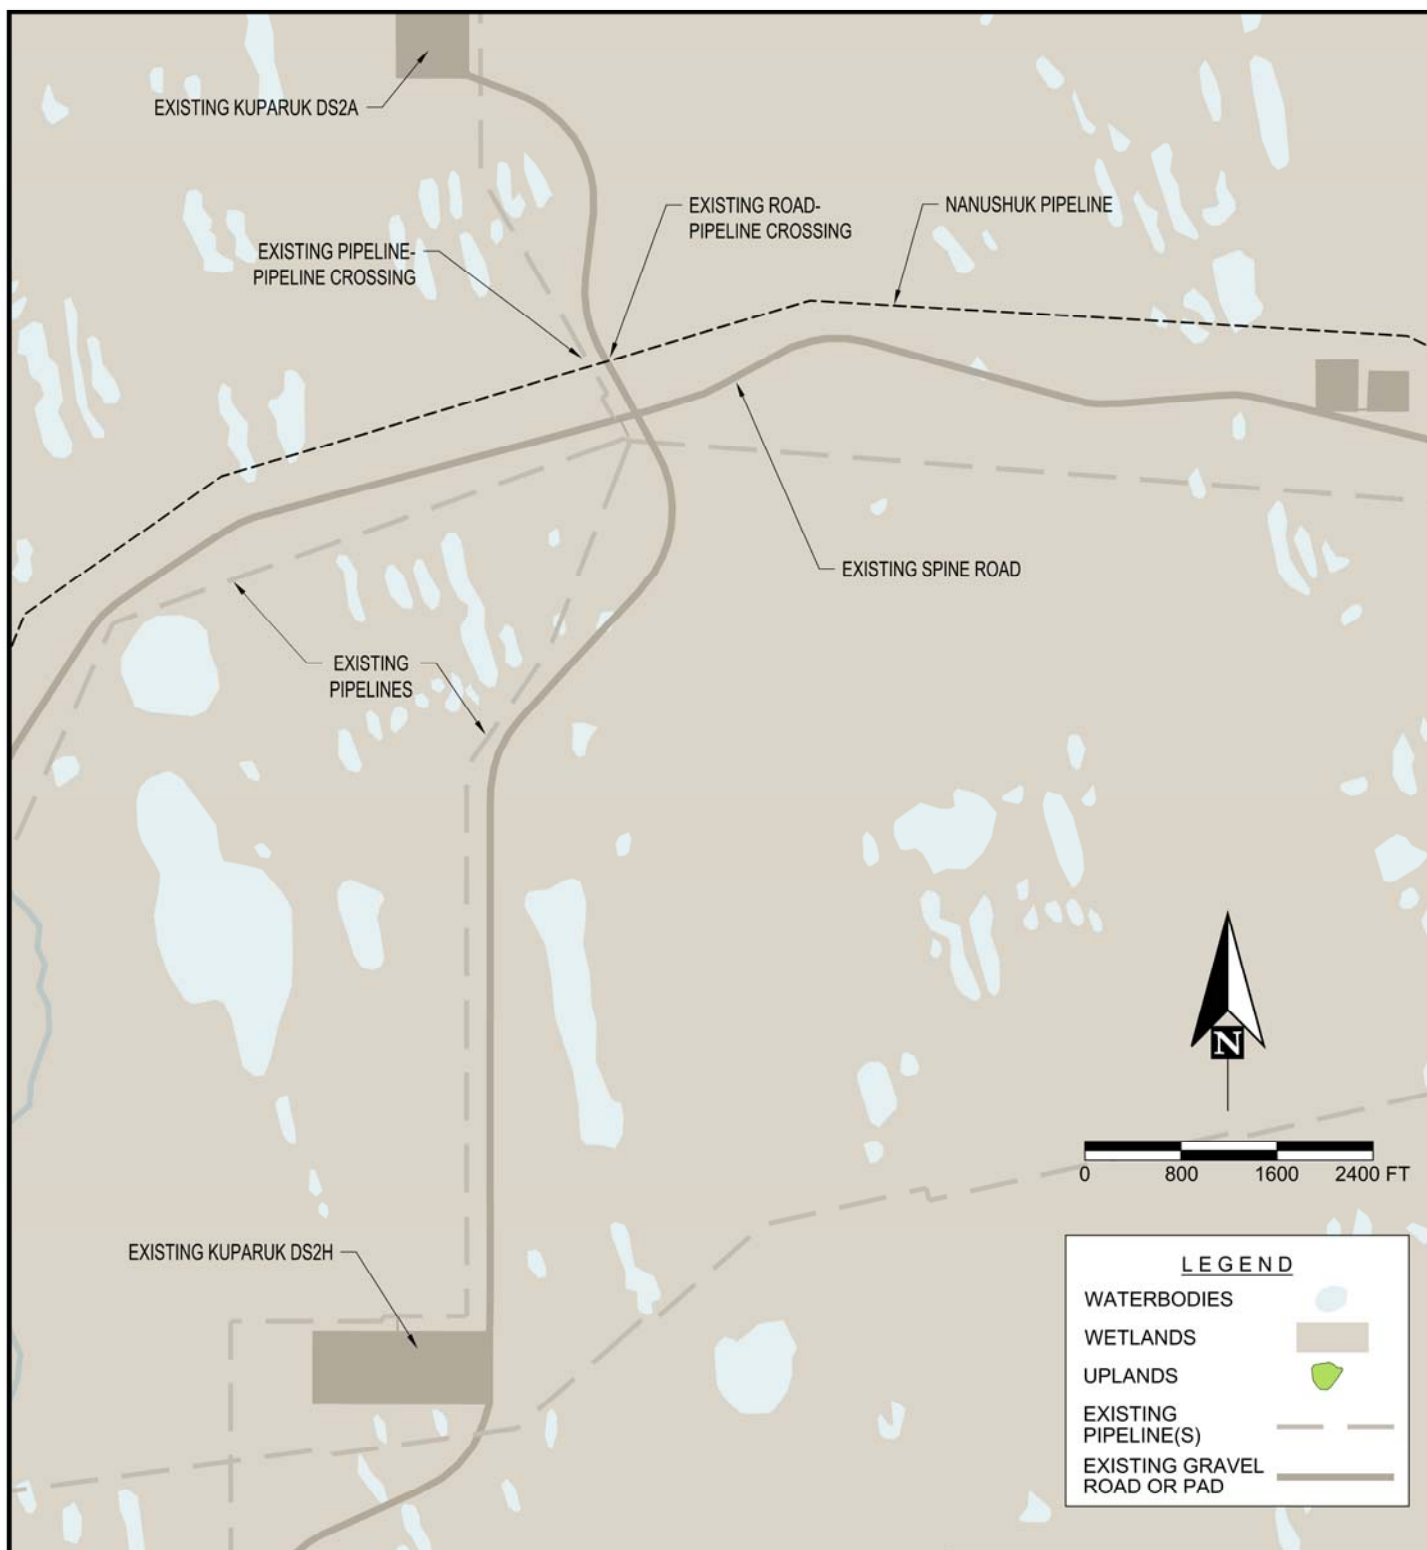 EXISTING KUPARUK DS2A
EXISTING ROAD-
PIPELINE CROSSING
NANUSHUK PIPELINE
EXISTING PIPELINE-
PIPELINE CROSSING
EXISTING SPINE ROAD
EXISTING
PIPELINES
N
0 800 1600 2400 FT
EXISTING KUPARUK DS2H
LEGEND
WATERBODIES
WETLANDS
UPLANDS
EXISTING
PIPELINE(S)
EXISTING GRAVEL
ROAD OR PAD